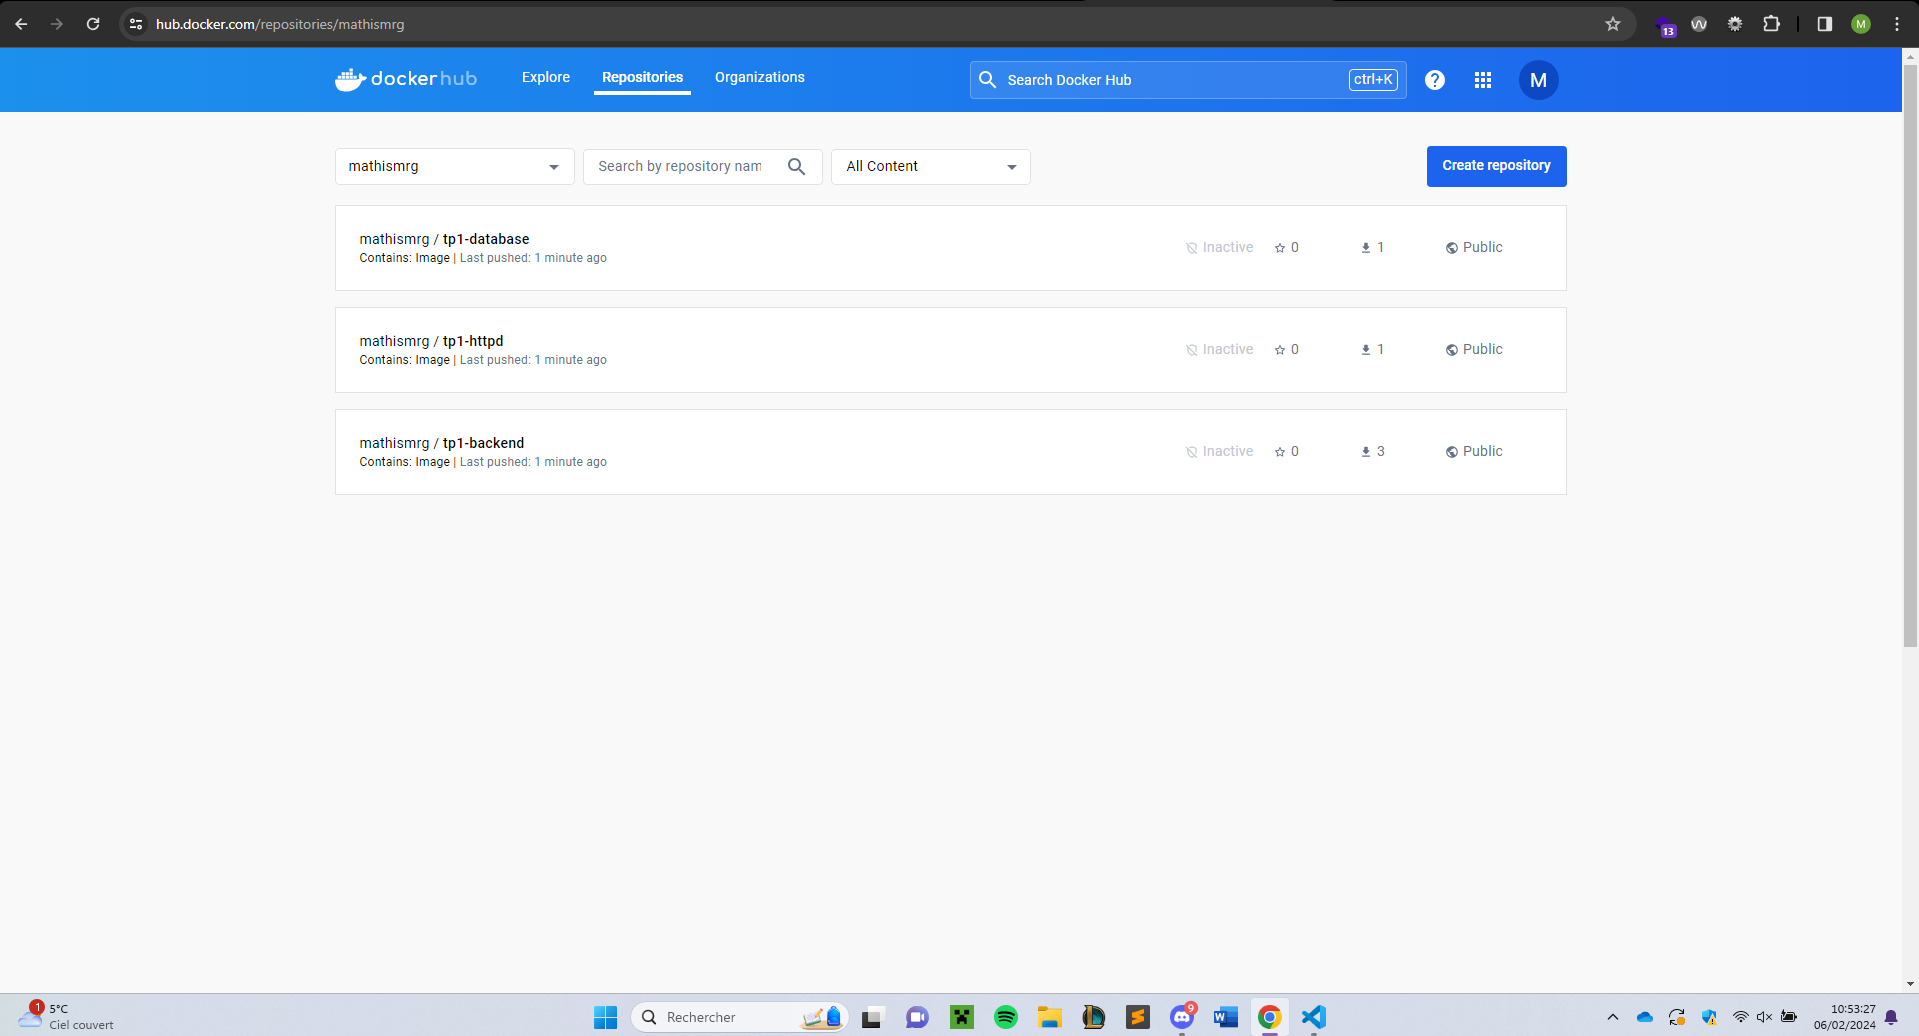 hub.docker.com/repositories/mathismrg
13
M
dockerhub
Explore
Repositories
Organizations
Search Docker Hub
ctrl+K
?
M
mathismrg
Search by repository nam
All Content
Create repository
mathismrg / tp1-database
Contains: Image | Last pushed: 1 minute ago
Inactive
0
1
Public
mathismrg / tp1-httpd
Contains: Image | Last pushed: 1 minute ago
Inactive
0
1
Public
mathismrg / tp1-backend
Contains: Image | Last pushed: 1 minute ago
Inactive
0
3
Public
1
5°C
Ciel couvert
Rechercher
9
W
10:53:27
06/02/2024